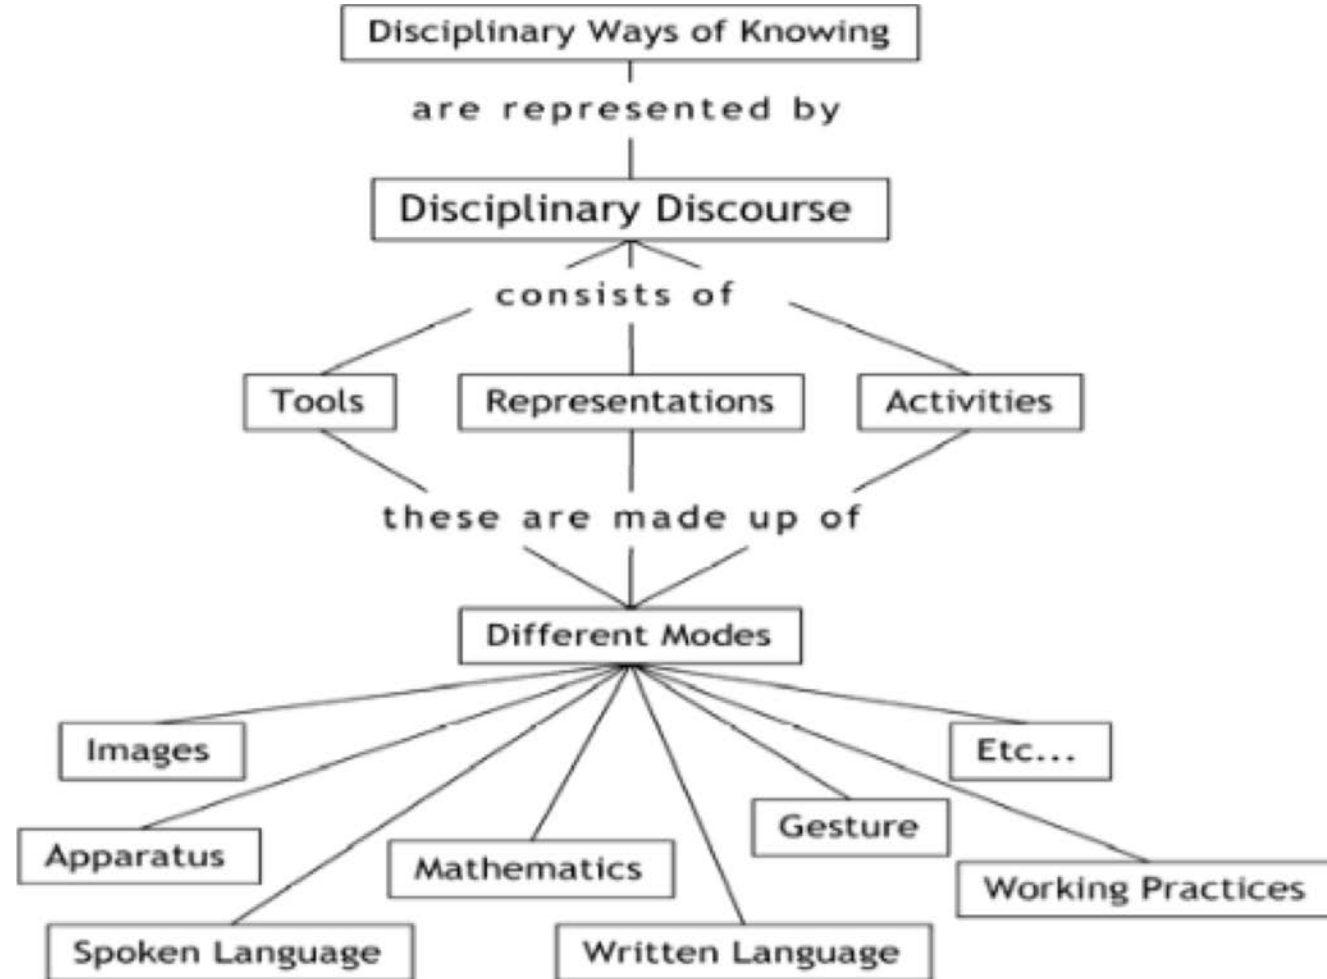 Disciplinary Ways of Knowing
are represented by
Disciplinary Discourse
consists of
Tools
Representations
Activities
these are made up of
Different Modes
Images
Etc...
Apparatus
Mathematics
Gesture
Working Practices
Spoken Language
Written Language